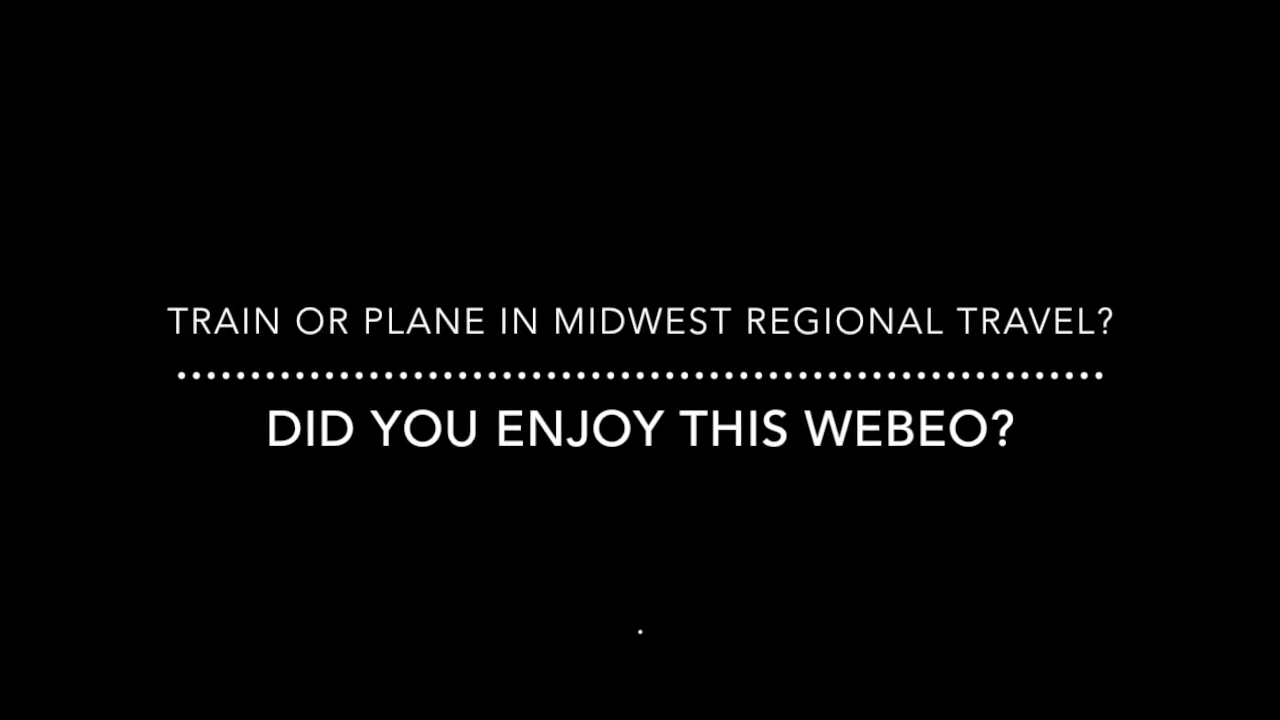 TRAIN OR PLANE IN MIDWEST REGIONAL TRAVEL?
DID YOU ENJOY THIS WEBEO?
.